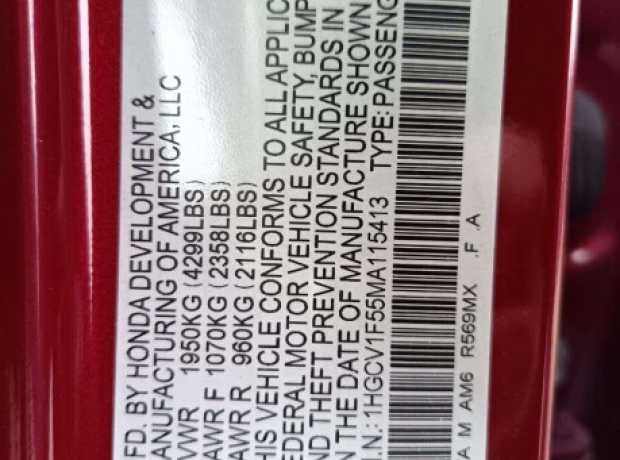 FD. BY HONDA DEVELOPMENT &
ANUFACTURING OF AMERICA, LLC
VWR 1950KG (4299LBS)
AWR F 1070KG (2358LBS)
AWR R 960KG (2116LBS)
HIS VEHICLE CONFORMS TO ALL APPLIC
EDERAL MOTOR VEHICLE SAFETY, BUMP
ND THEFT PREVENTION STANDARDS IN
N THE DATE OF MANUFACTURE SHOWN
.I.N.: 1HGCV1F55MA115413 TYPE: PASSENG
A M AM6 R569MX .F .A